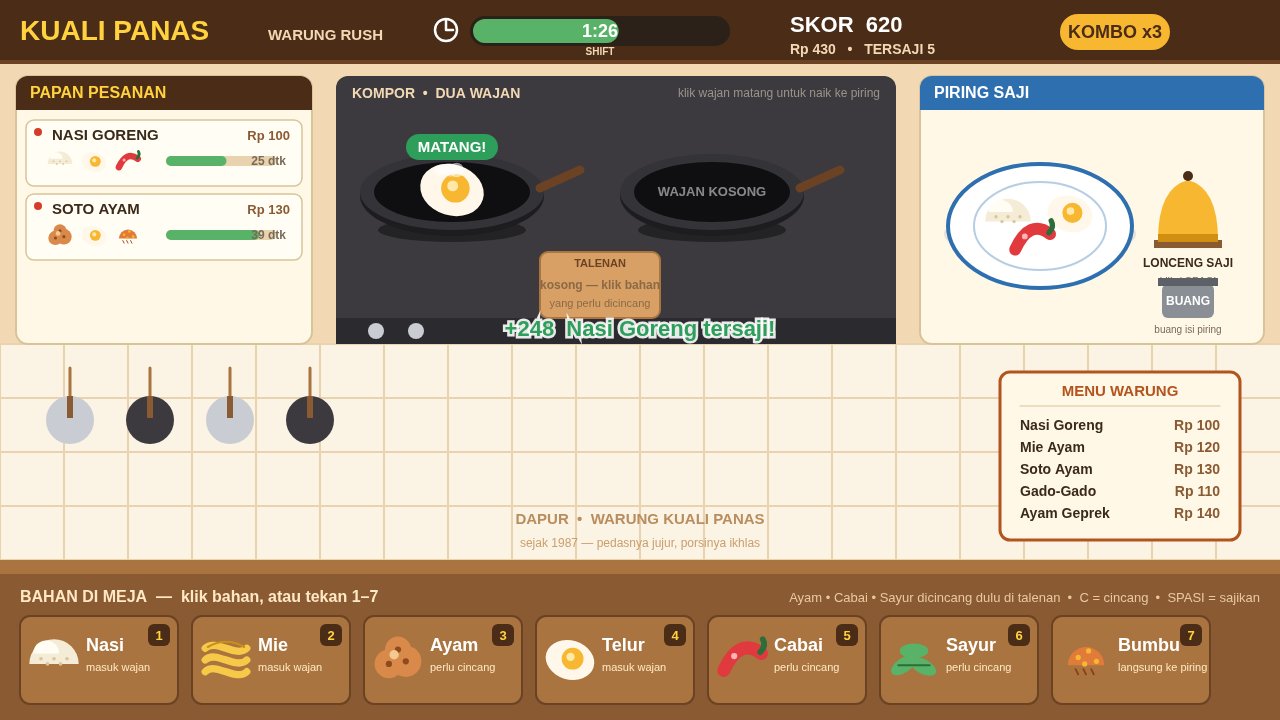 KUALI PANAS
WARUNG RUSH
1:26
SHIFT
SKOR 620
Rp 430 • TERSAJI 5
KOMBO x3
PAPAN PESANAN
NASI GORENG Rp 100
25 dtk
SOTO AYAM Rp 130
39 dtk
KOMPOR • DUA WAJAN
klik wajan matang untuk naik ke piring
MATANG!
WAJAN KOSONG
TALENAN
kosong — klik bahan
yang perlu dicincang
+248 Nasi Goreng tersaji!
PIRING SAJI
LONCENG SAJI
BUANG
buang isi piring
MENU WARUNG
Nasi Goreng Rp 100
Mie Ayam Rp 120
Soto Ayam Rp 130
Gado-Gado Rp 110
Ayam Geprek Rp 140
DAPUR • WARUNG KUALI PANAS
sejak 1987 — pedasnya jujur, porsinya ikhlas
BAHAN DI MEJA — klik bahan, atau tekan 1–7
Ayam • Cabai • Sayur dicincang dulu di talenan • C = cincang • SPASI = sajikan
Nasi 1
masuk wajan
Mie 2
masuk wajan
Ayam 3
perlu cincang
Telur 4
masuk wajan
Cabai 5
perlu cincang
Sayur 6
perlu cincang
Bumbu 7
langsung ke piring